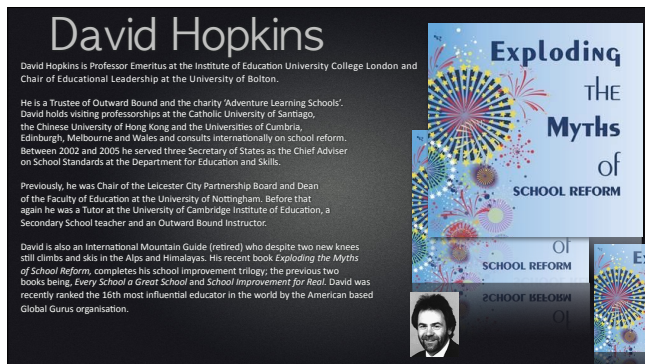 David Hopkins
David Hopkins is Professor Emeritus at the Institute of Education University College London and
Chair of Educational Leadership at the University of Bolton.
He is a Trustee of Outward Bound and the charity ‘Adventure Learning Schools’.
David holds visiting professorships at the Catholic University of Santiago,
the Chinese University of Hong Kong and the Universities of Cumbria,
Edinburgh, Melbourne and Wales and consults internationally on school reform.
Between 2002 and 2005 he served three Secretary of States as the Chief Adviser
on School Standards at the Department for Education and Skills.
Previously, he was Chair of the Leicester City Partnership Board and Dean
of the Faculty of Education at the University of Nottingham. Before that
again he was a Tutor at the University of Cambridge Institute of Education, a
Secondary School teacher and an Outward Bound Instructor.
David is also an International Mountain Guide (retired) who despite two new knees
still climbs and skis in the Alps and Himalayas. His recent book Exploding the Myths
of School Reform, completes his school improvement trilogy; the previous two
books being, Every School a Great School and School Improvement for Real. David was
recently ranked the 16th most influential educator in the world by the American based
Global Gurus organisation.
Exploding
THE
Myths
of
SCHOOL REFORM
of
SCHOOL REFORM
SCHOOL REFORM
of
E